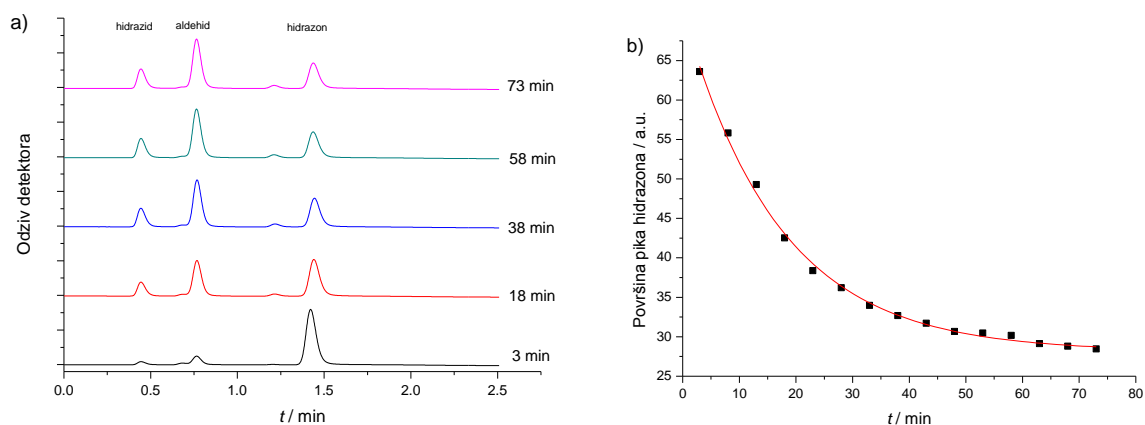 a)
hidrazid aldehid hidrazon
73 min
58 min
38 min
18 min
3 min
Odziv detektora
0.0 0.5 1.0 1.5 2.0 2.5
t / min
b)
65
60
55
50
45
40
35
30
25
Površina pika hidrazona / a.u.
0 10 20 30 40 50 60 70 80
t / min